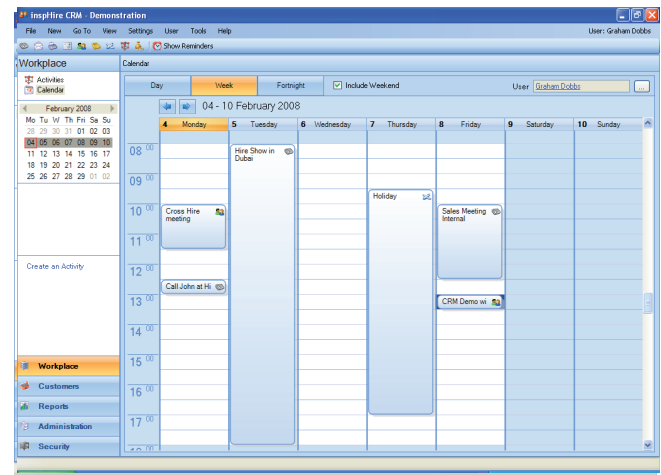 inspHire CRM - Demonstration
File New Go To View Settings User Tools Help User: Graham Dobbs
Show Reminders
Workplace
Activities
Calendar
February 2008
Mo Tu W Th Fri Sa Su
28 29 30 31 01 02 03
04 05 06 07 08 09 10
11 12 13 14 15 16 17
18 19 20 21 22 23 24
25 26 27 28 29 01 02
Create an Activity
Workplace
Customers
Reports
Administration
Security
Calendar
Day Week Fortnight Include Weekend User Graham Dobbs ...
04 - 10 February 2008
4 Monday 5 Tuesday 6 Wednesday 7 Thursday 8 Friday 9 Saturday 10 Sunday
08 00
Hire Show in
Dubai
09 00
Holiday
10 00
Cross Hire
meeting
Sales Meeting
Internal
11 00
12 00
Call John at Hi
13 00
CRM Demo wi
14 00
15 00
16 00
17 00